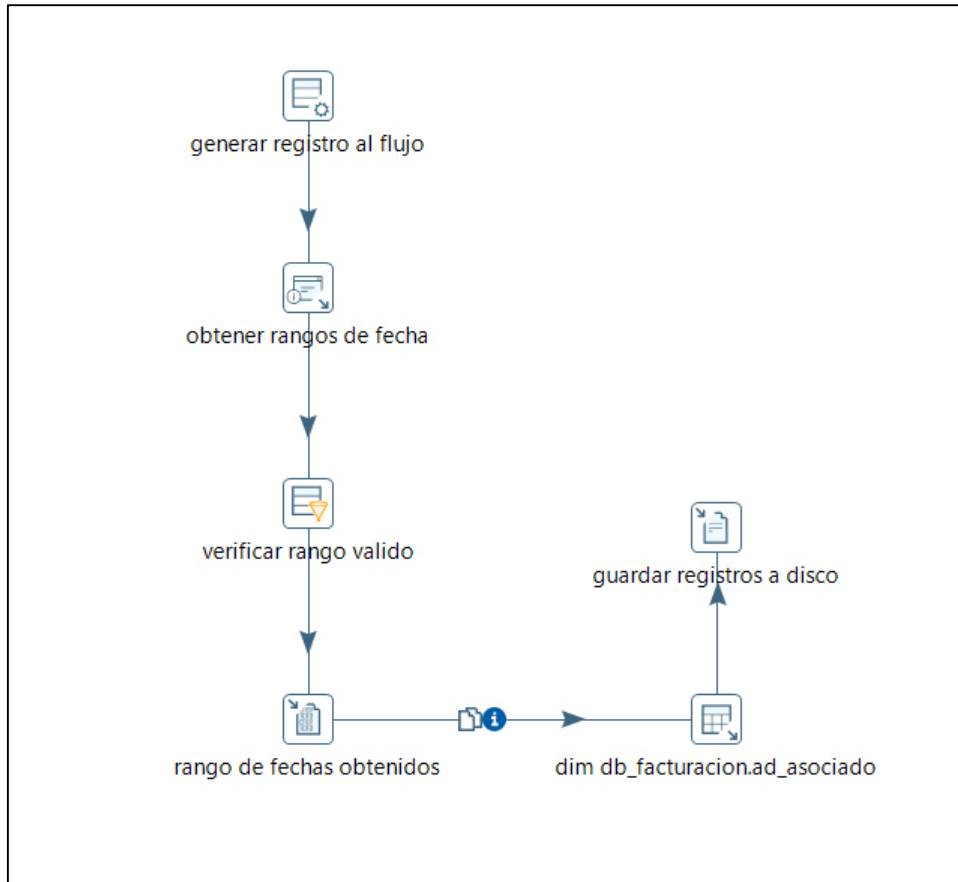 generar registro al flujo
obtener rangos de fecha
verificar rango valido
guardar registros a disco
rango de fechas obtenidos
dim db_facturacion.ad_asociado